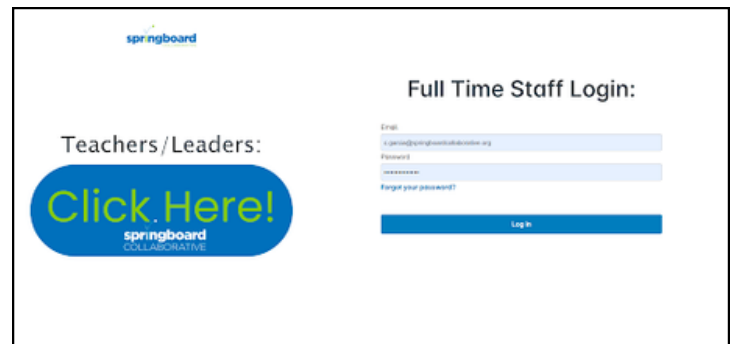 springboard
Teachers/Leaders:
Click Here!
springboard
COLLABORATIVE
Full Time Staff Login:
Email
Password
••••••••••••
Forgot your password?
Log In